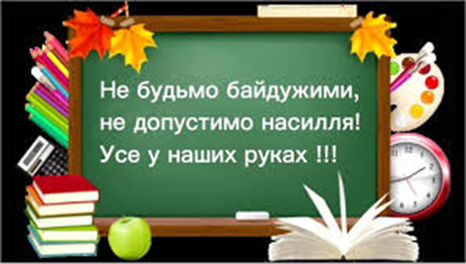 Не будьмо байдужими,
не допустимо насилля!
Усе у наших руках !!!